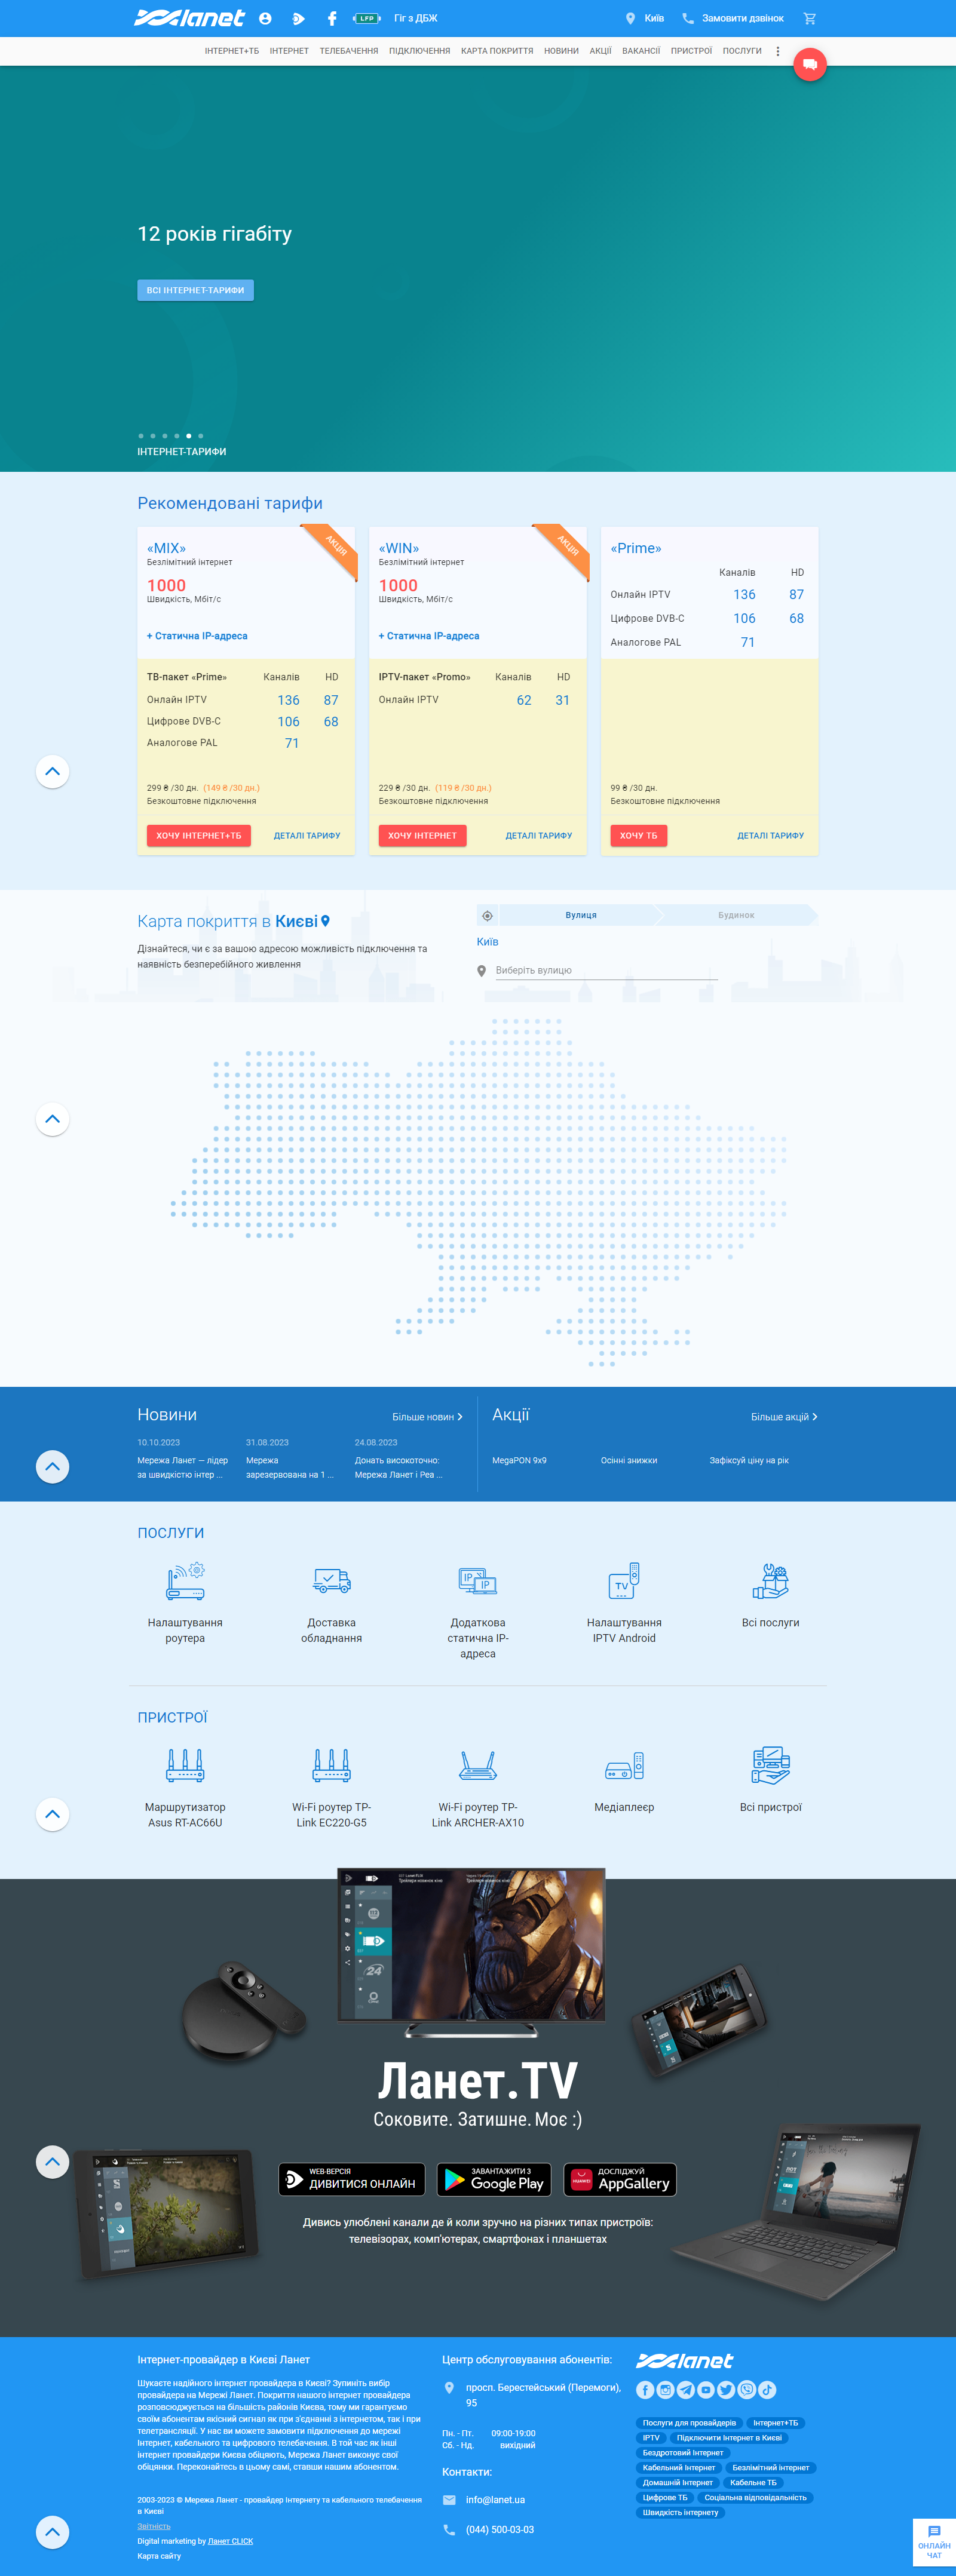 lanet
LFP
Гіг з ДБЖ
Київ
Замовити дзвінок
ІНТЕРНЕТ+ТБ ІНТЕРНЕТ ТЕЛЕБАЧЕННЯ ПІДКЛЮЧЕННЯ КАРТА ПОКРИТТЯ НОВИНИ АКЦІЇ ВАКАНСІЇ ПРИСТРОЇ ПОСЛУГИ
12 років гігабіту
ВСІ ІНТЕРНЕТ-ТАРИФИ
ІНТЕРНЕТ-ТАРИФИ
Рекомендовані тарифи
«MIX»
Безлімітний інтернет
АКЦІЯ
1000
Швидкість, Мбіт/с
+ Статична IP-адреса
ТВ-пакет «Prime» Каналів HD
Онлайн IPTV 136 87
Цифрове DVB-C 106 68
Аналогове PAL 71
299 ₴ /30 дн. (149 ₴ /30 дн.)
Безкоштовне підключення
ХОЧУ ІНТЕРНЕТ+ТБ
ДЕТАЛІ ТАРИФУ
«WIN»
Безлімітний інтернет
АКЦІЯ
1000
Швидкість, Мбіт/с
+ Статична IP-адреса
IPTV-пакет «Promo» Каналів HD
Онлайн IPTV 62 31
229 ₴ /30 дн. (119 ₴ /30 дн.)
Безкоштовне підключення
ХОЧУ ІНТЕРНЕТ
ДЕТАЛІ ТАРИФУ
«Prime»
Каналів HD
Онлайн IPTV 136 87
Цифрове DVB-C 106 68
Аналогове PAL 71
99 ₴ /30 дн.
Безкоштовне підключення
ХОЧУ ТБ
ДЕТАЛІ ТАРИФУ
Карта покриття в Києві
Дізнайтеся, чи є за вашою адресою можливість підключення та
наявність безперебійного живлення
Вулиця
Будинок
Київ
Виберіть вулицю
Новини
Більше новин
10.10.2023
Мережа Ланет — лідер
за швидкістю інтер ...
31.08.2023
Мережа
зарезервована на 1 ...
24.08.2023
Донать високоточно:
Мережа Ланет і Реа ...
Акції
Більше акцій
MegaPON 9x9
Осінні знижки
Зафіксуй ціну на рік
ПОСЛУГИ
IP
IP
TV
Налаштування
роутера
Доставка
обладнання
Додаткова
статична IP-
адреса
Налаштування
IPTV Android
Всі послуги
ПРИСТРОЇ
Маршрутизатор
Asus RT-AC66U
Wi-Fi роутер TP-
Link EC220-G5
Wi-Fi роутер TP-
Link ARCHER-AX10
Медіаплеєр
Всі пристрої
24
Ланет.TV
Соковите. Затишне. Моє :)
WEB-ВЕРСІЯ
ДИВИТИСЯ ОНЛАЙН
ЗАВАНТАЖИТИ З
Google Play
HUAWEI
ДОСЛІДЖУЙ
AppGallery
Дивись улюблені канали де й коли зручно на різних типах пристроїв:
телевізорах, комп'ютерах, смартфонах і планшетах
Інтернет-провайдер в Києві Ланет
Шукаєте надійного інтернет провайдера в Києві? Зупиніть вибір
провайдера на Мережі Ланет. Покриття нашого інтернет провайдера
розповсюджується на більшість районів Києва, тому ми гарантуємо
своїм абонентам якісний сигнал як при з'єднанні з інтернетом, так і при
телетрансляції. У нас ви можете замовити підключення до мережі
Інтернет, кабельного та цифрового телебачення. В той час як інші
інтернет провайдери Києва обіцяють, Мережа Ланет виконує свої
обіцянки. Переконайтесь в цьому самі, ставши нашим абонентом.
2003-2023 © Мережа Ланет - провайдер Інтернету та кабельного телебачення
в Києві
Звітність
Digital marketing by Ланет CLICK
Карта сайту
Центр обслуговування абонентів:
просп. Берестейський (Перемоги),
95
Пн. - Пт. 09:00-19:00
Сб. - Нд. вихідний
Контакти:
info@lanet.ua
(044) 500-03-03
lanet
Послуги для провайдерів Інтернет+ТБ
IPTV Підключити Інтернет в Києві
Бездротовий Інтернет
Кабельний Інтернет Безлімітний інтернет
Домашній Інтернет Кабельне ТБ
Цифрове ТБ Соціальна відповідальність
Швидкість Інтернету
ОНЛАЙН
ЧАТ